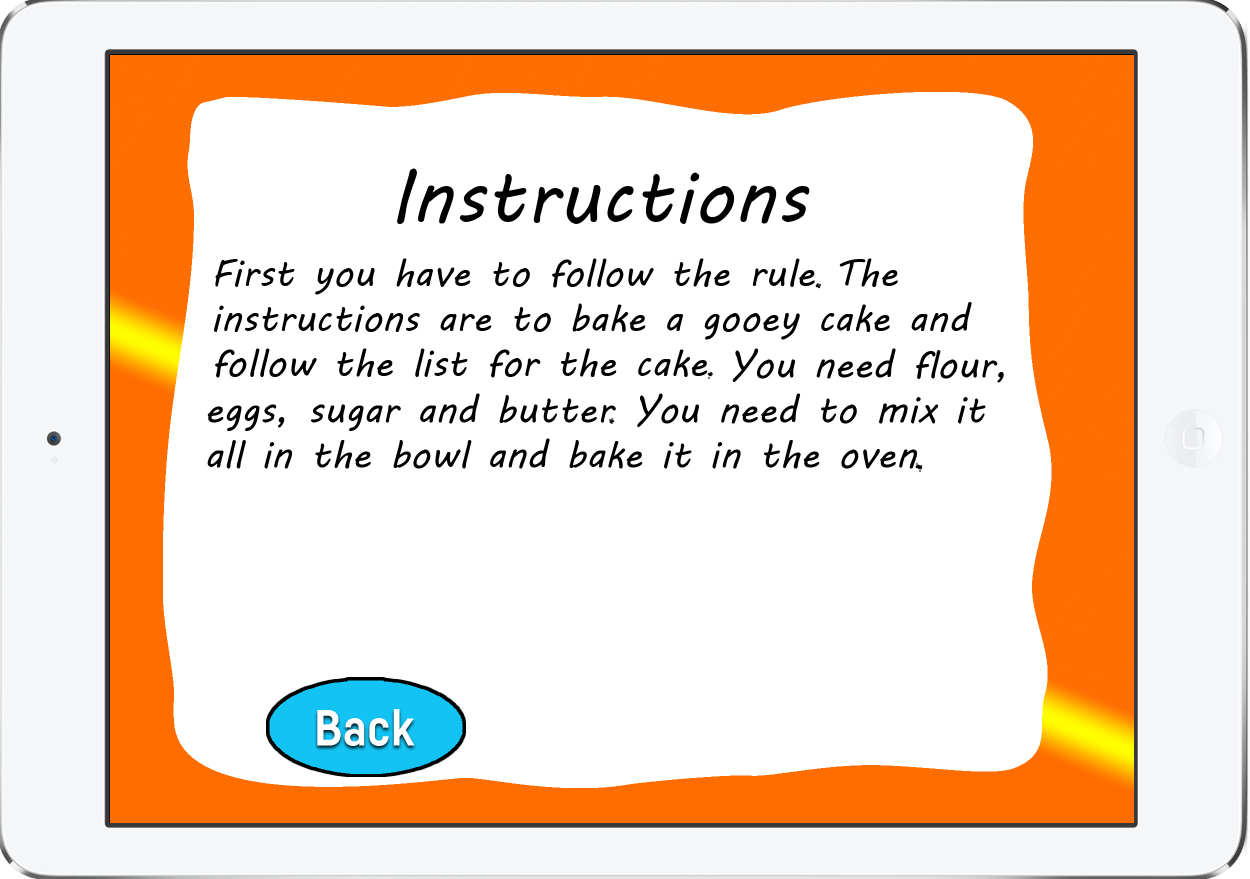 Instructions
First you have to follow the rule. The
instructions are to bake a gooey cake and
follow the list for the cake. You need flour,
eggs, sugar and butter. You need to mix it
all in the bowl and bake it in the oven.
Back